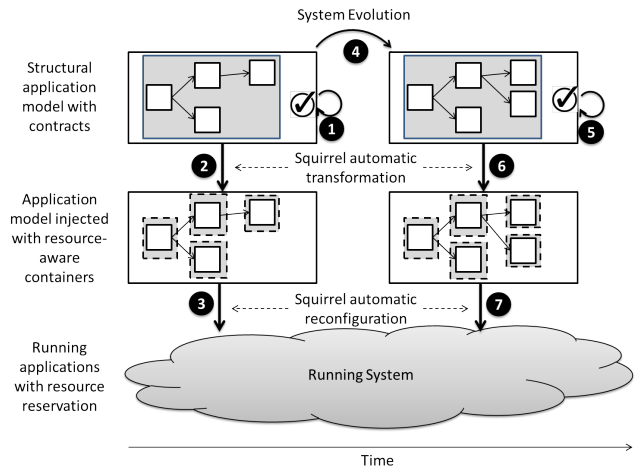 System Evolution
4
Structural
application
model with
contracts
1
5
2
Squirrel automatic
transformation
6
Application
model injected
with resource-
aware
containers
3
Squirrel automatic
reconfiguration
7
Running
applications
with resource
reservation
Running System
Time